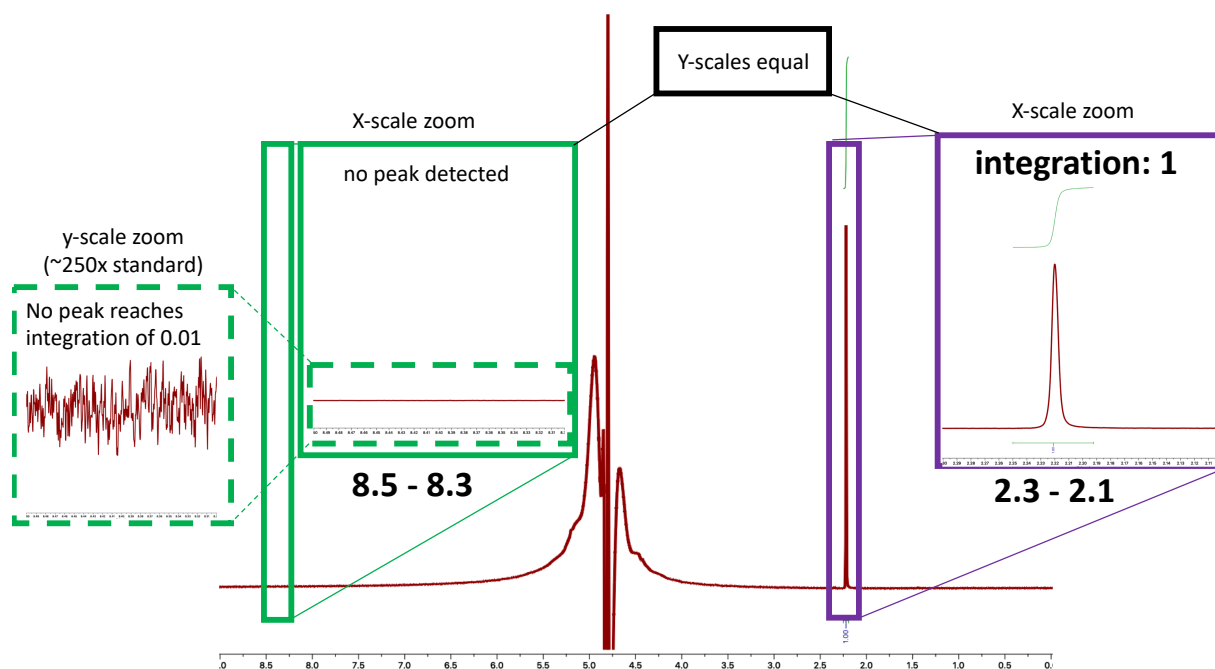 Y-scales equal
X-scale zoom
X-scale zoom
no peak detected
integration: 1
y-scale zoom
(~250x standard)
No peak reaches
integration of 0.01
8.5 - 8.3
2.3 - 2.1
1.00
.0 8.5 8.0 7.5 7.0 6.5 6.0 5.5 5.0 4.5 4.0 3.5 3.0 2.5 2.0 1.5 1.0 0.5 0.0